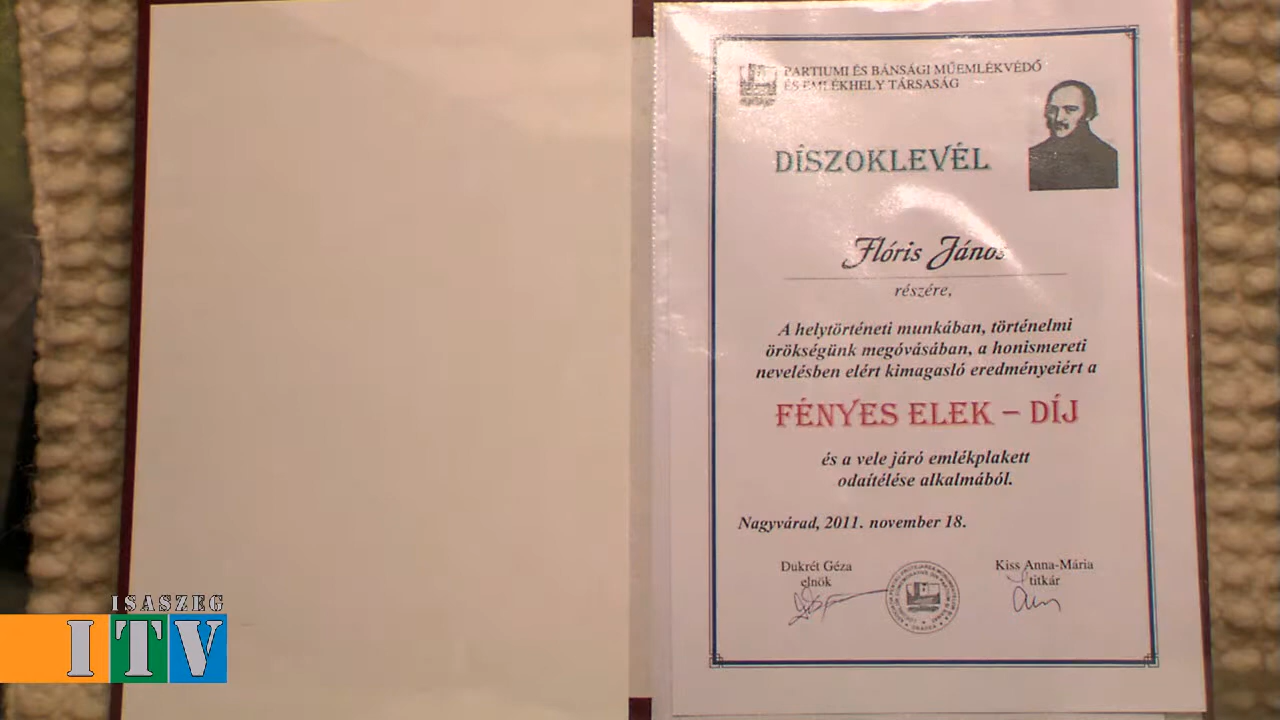 PARTIUMI ÉS BÁNSÁGI MŰEMLÉKVÉDŐ
ÉS EMLÉKHELY TÁRSASÁG
DÍSZOKLEVÉL
Flóris János
részére,
A helytörténeti munkában, történelmi
örökségünk megóvásában, a honismereti
nevelésben elért kimagasló eredményeiért a
FÉNYES ELEK – DÍJ
és a vele járó emlékplakett
odaítélése alkalmából.
Nagyvárad, 2011. november 18.
Dukrét Géza
elnök
Kiss Anna-Mária
titkár
ISASZEG
ITV